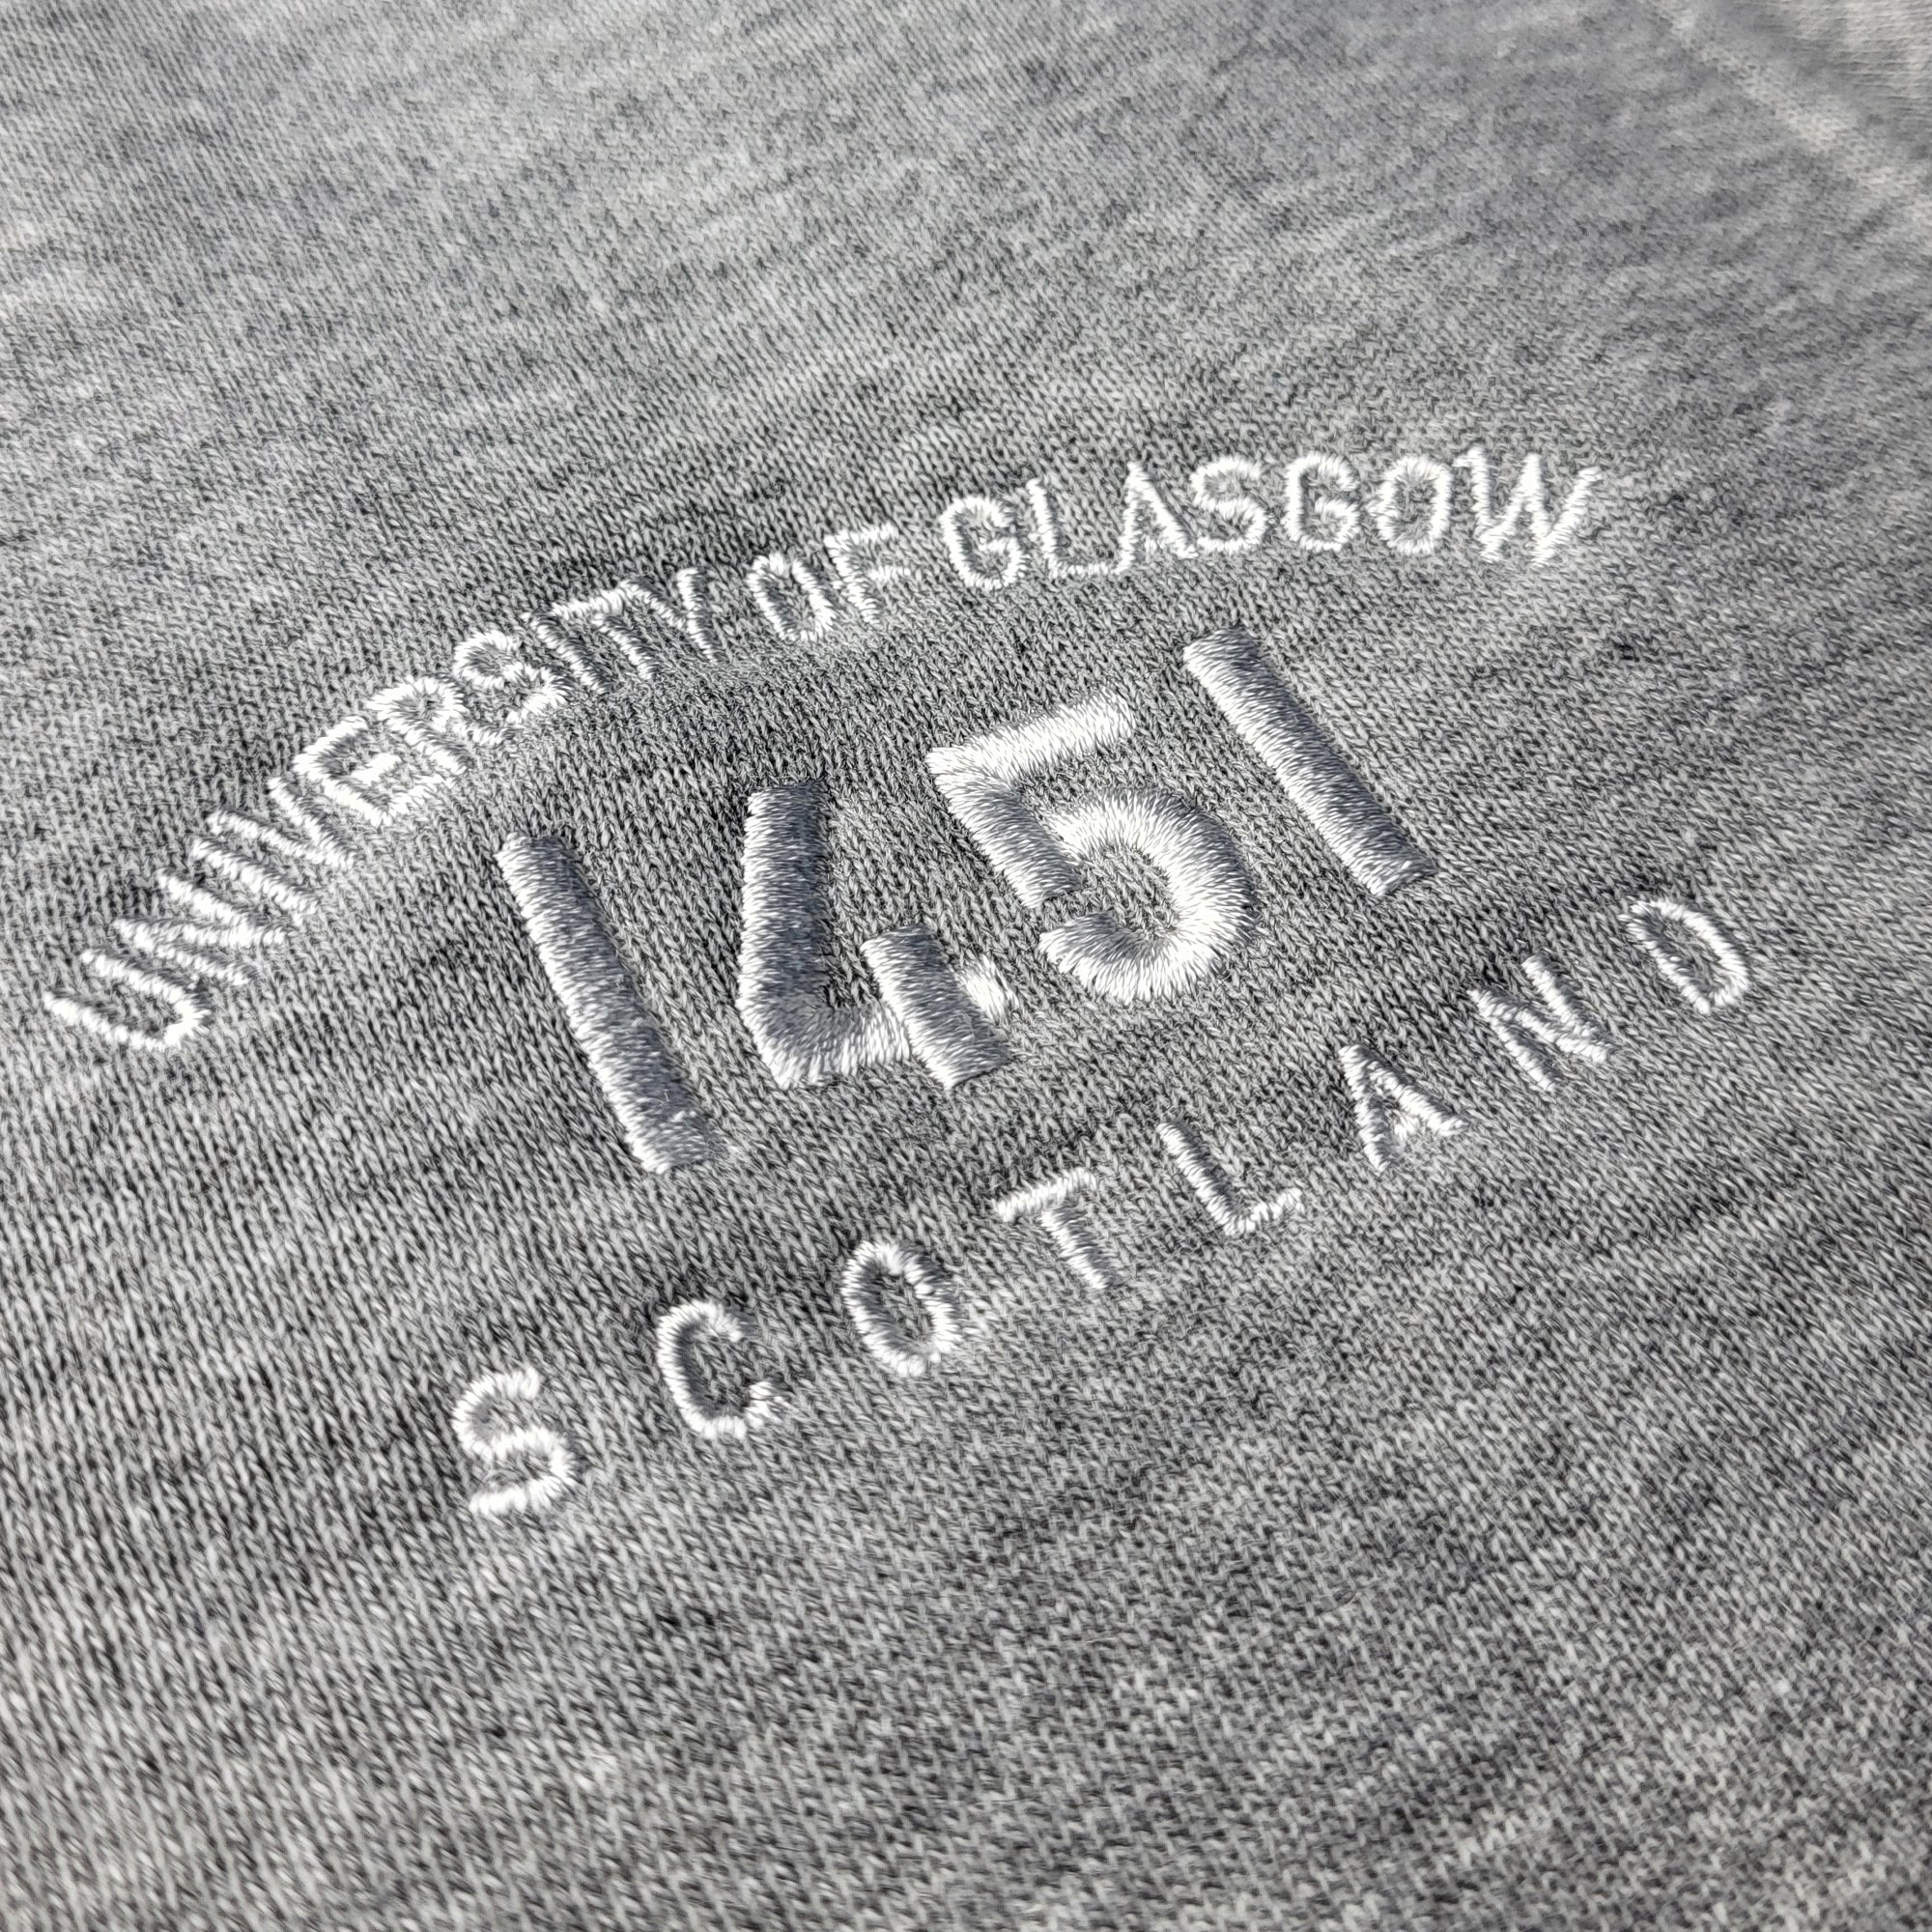 UNIVERSITY OF GLASGOW
1451
SCOTLAND